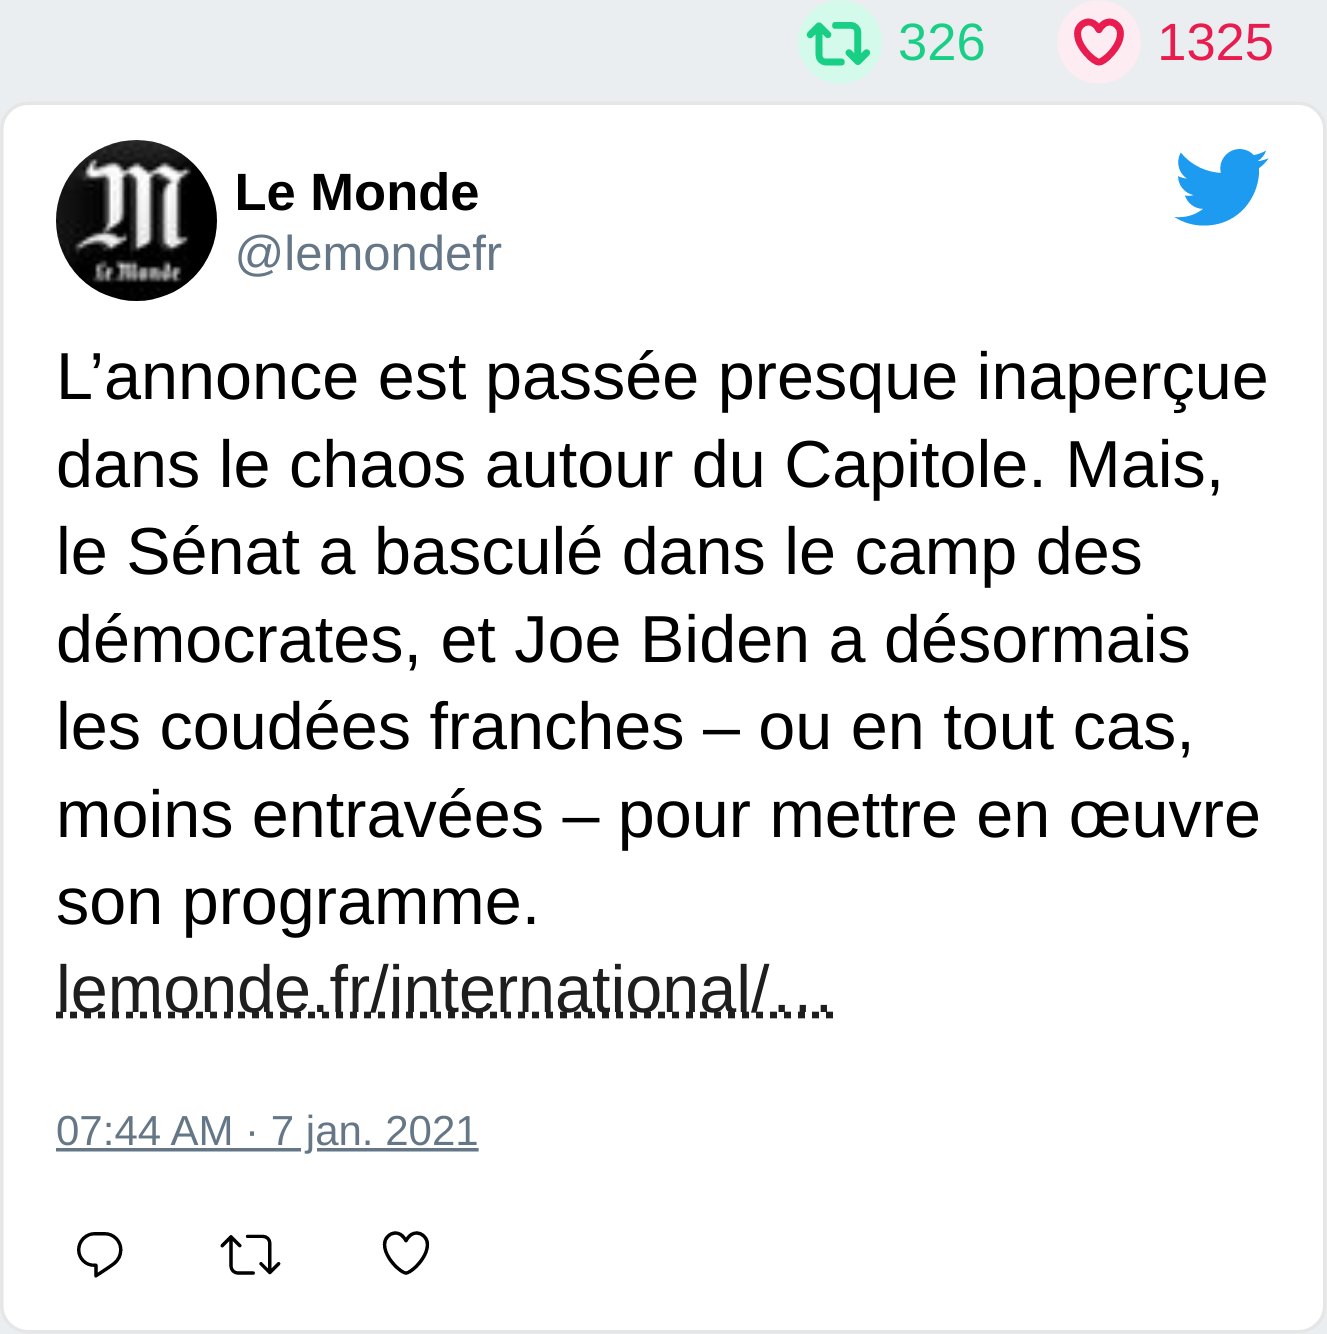 326 1325
Le Monde
Le Monde
@lemondefr
L’annonce est passée presque inaperçue
dans le chaos autour du Capitole. Mais,
le Sénat a basculé dans le camp des
démocrates, et Joe Biden a désormais
les coudées franches – ou en tout cas,
moins entravées – pour mettre en œuvre
son programme.
lemonde.fr/international/…
07:44 AM · 7 jan. 2021